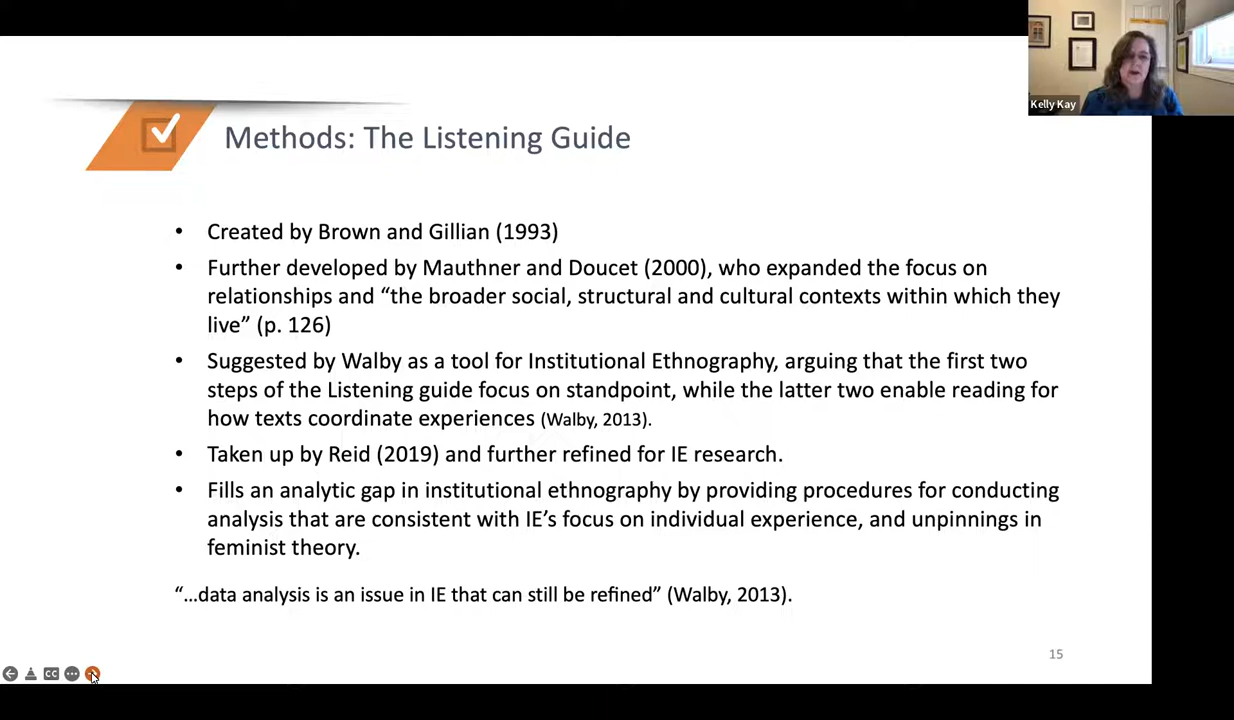 Kelly Kay
Methods: The Listening Guide
• Created by Brown and Gillian (1993)
• Further developed by Mauthner and Doucet (2000), who expanded the focus on
relationships and “the broader social, structural and cultural contexts within which they
live” (p. 126)
• Suggested by Walby as a tool for Institutional Ethnography, arguing that the first two
steps of the Listening guide focus on standpoint, while the latter two enable reading for
how texts coordinate experiences (Walby, 2013).
• Taken up by Reid (2019) and further refined for IE research.
• Fills an analytic gap in institutional ethnography by providing procedures for conducting
analysis that are consistent with IE’s focus on individual experience, and unpinnings in
feminist theory.
“…data analysis is an issue in IE that can still be refined” (Walby, 2013).
15
CC